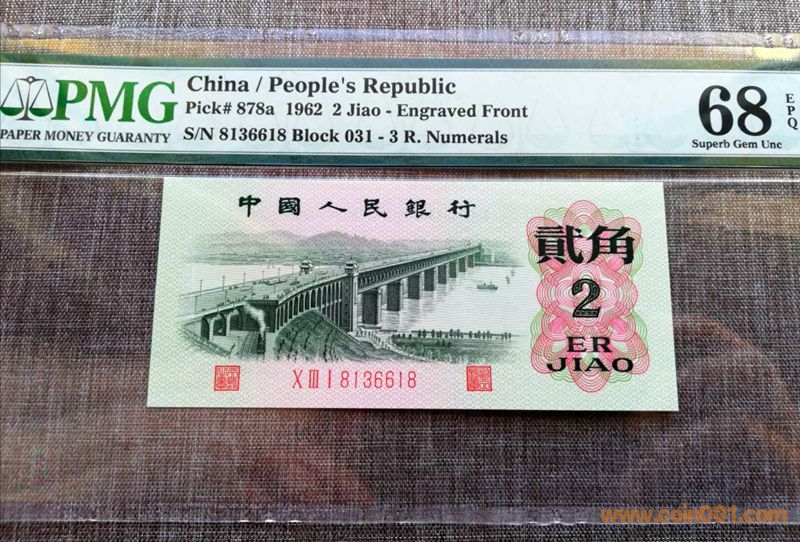 PMG
PAPER MONEY GUARANTY
China / People's Republic
Pick# 878a 1962 2 Jiao - Engraved Front
S/N 8136618 Block 031 - 3 R. Numerals
68 EPQ
Superb Gem Unc
中國人民銀行
貳角
2
ER
JIAO
X III I 8136618
www.coin001.com